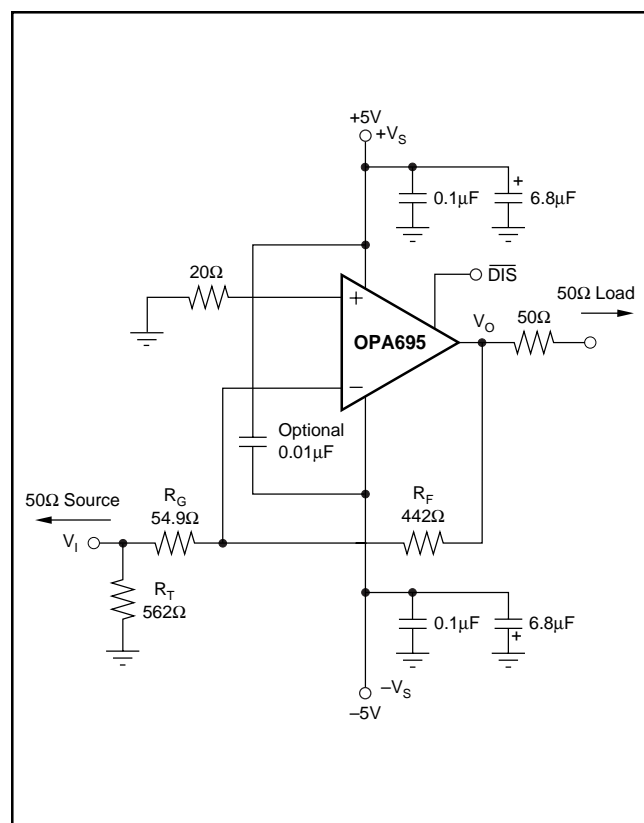 +5V
+V_S
0.1μF
6.8μF
+
20Ω
D̅I̅S̅
50Ω Load
+
OPA695
V_O
50Ω
−
Optional
0.01μF
50Ω Source
R_G
54.9Ω
R_F
442Ω
V_I
R_T
562Ω
0.1μF
6.8μF
+
−V_S
−5V